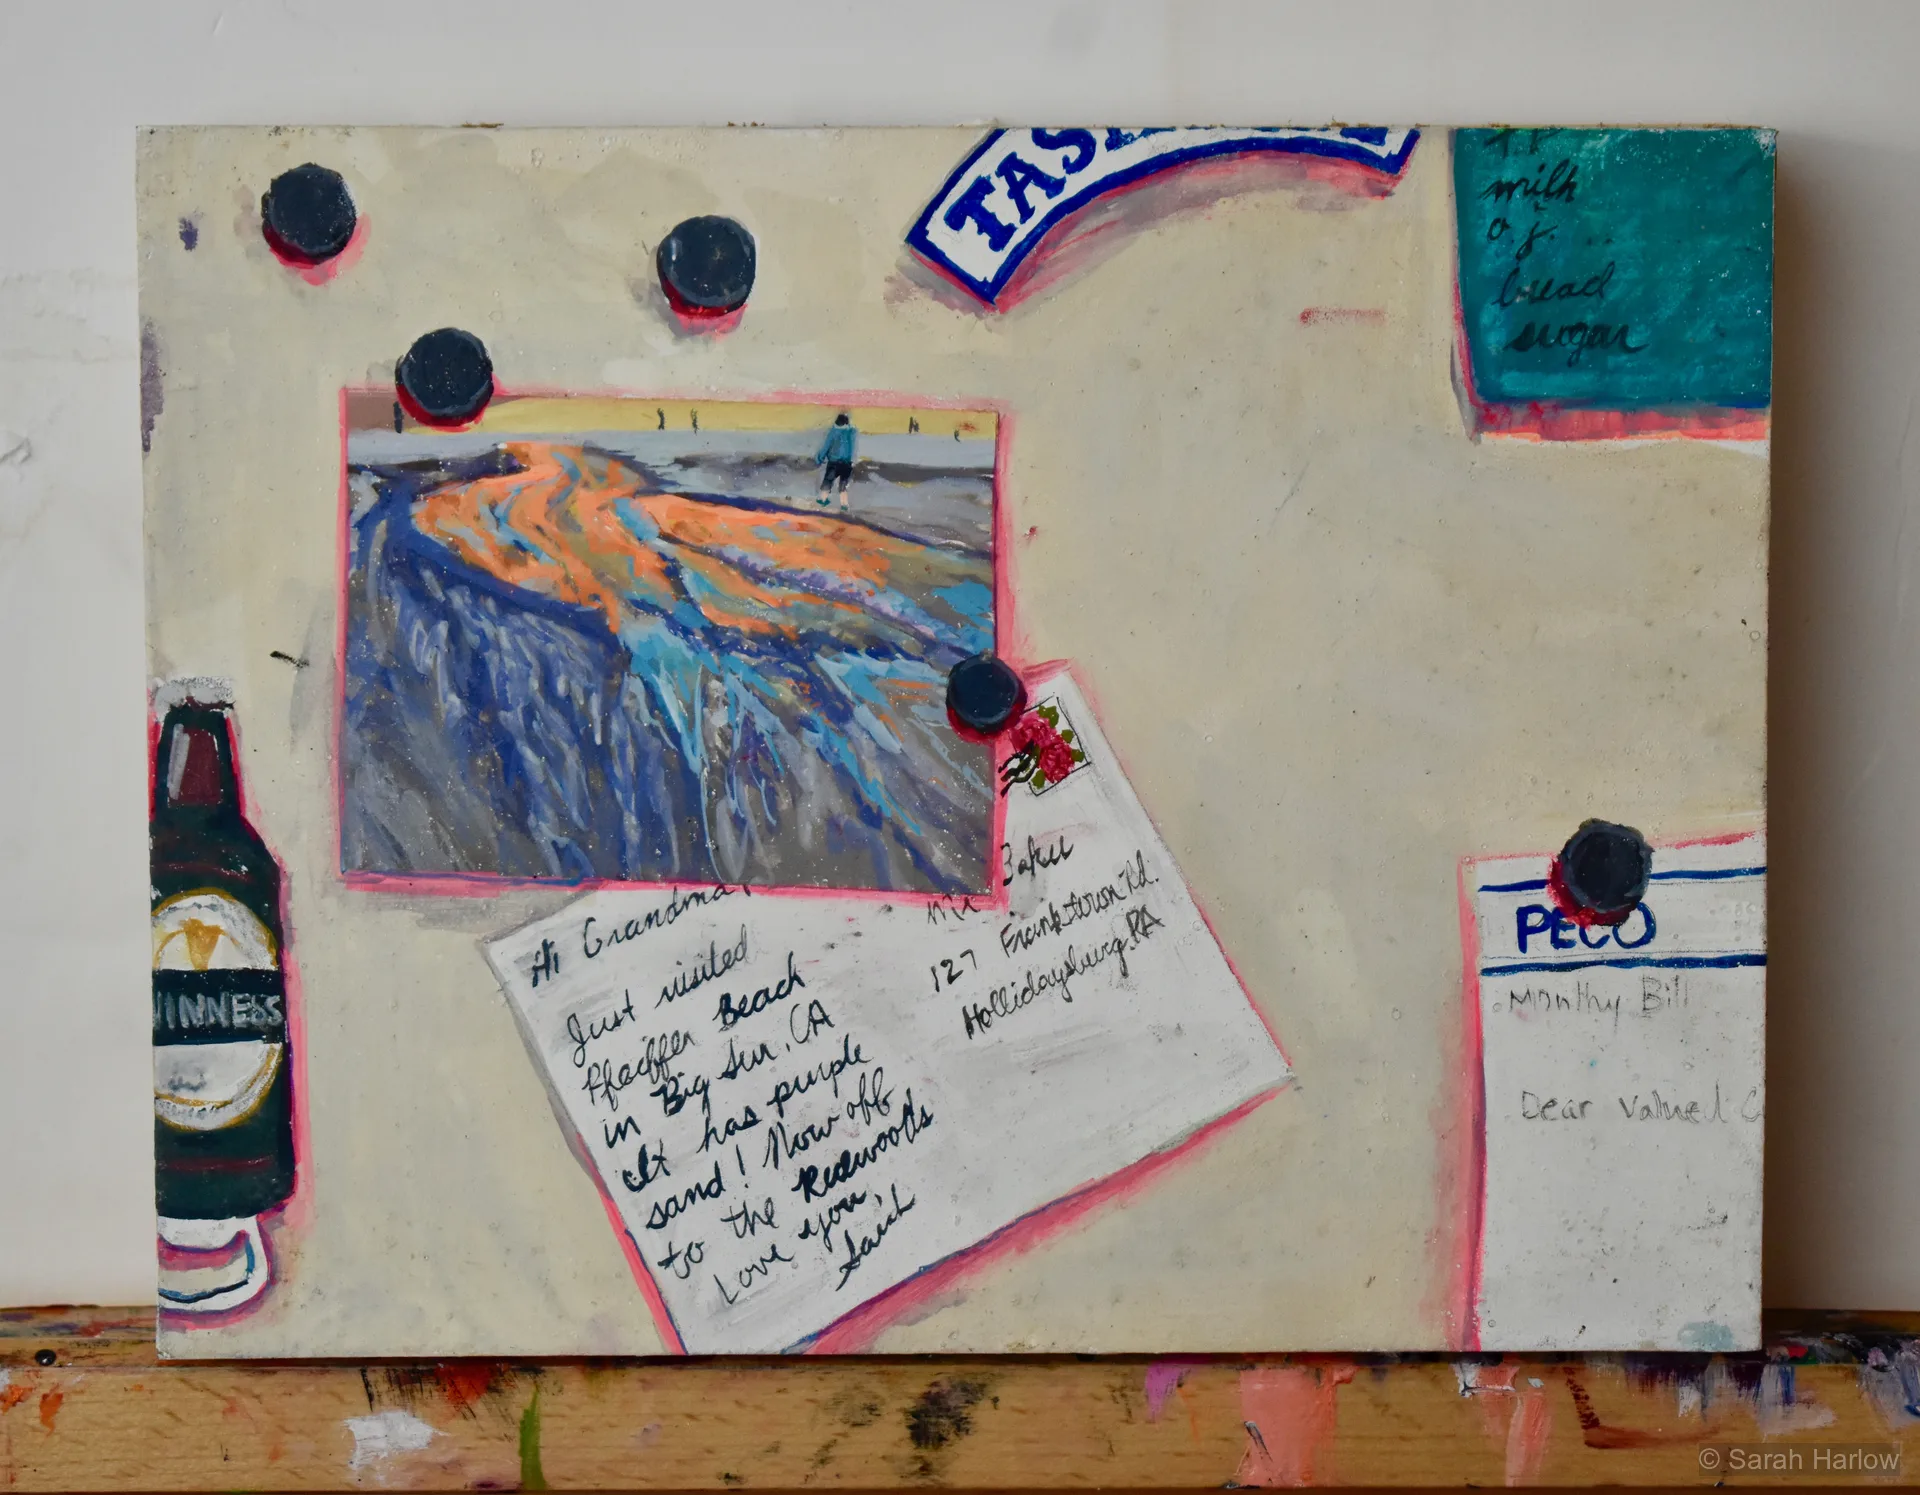 TAS
milk
o.j.
bread
sugar
Hi Grandma
Just visited
Pfeiffer Beach
in Big Sur, CA
It has purple
sand! Now off
to the Redwoods
Love you,
127 Frankstown Rd.
Hollidaysburg, PA
INNESS
PECO
Monthy Bill
Dear Valued C
© Sarah Harlow